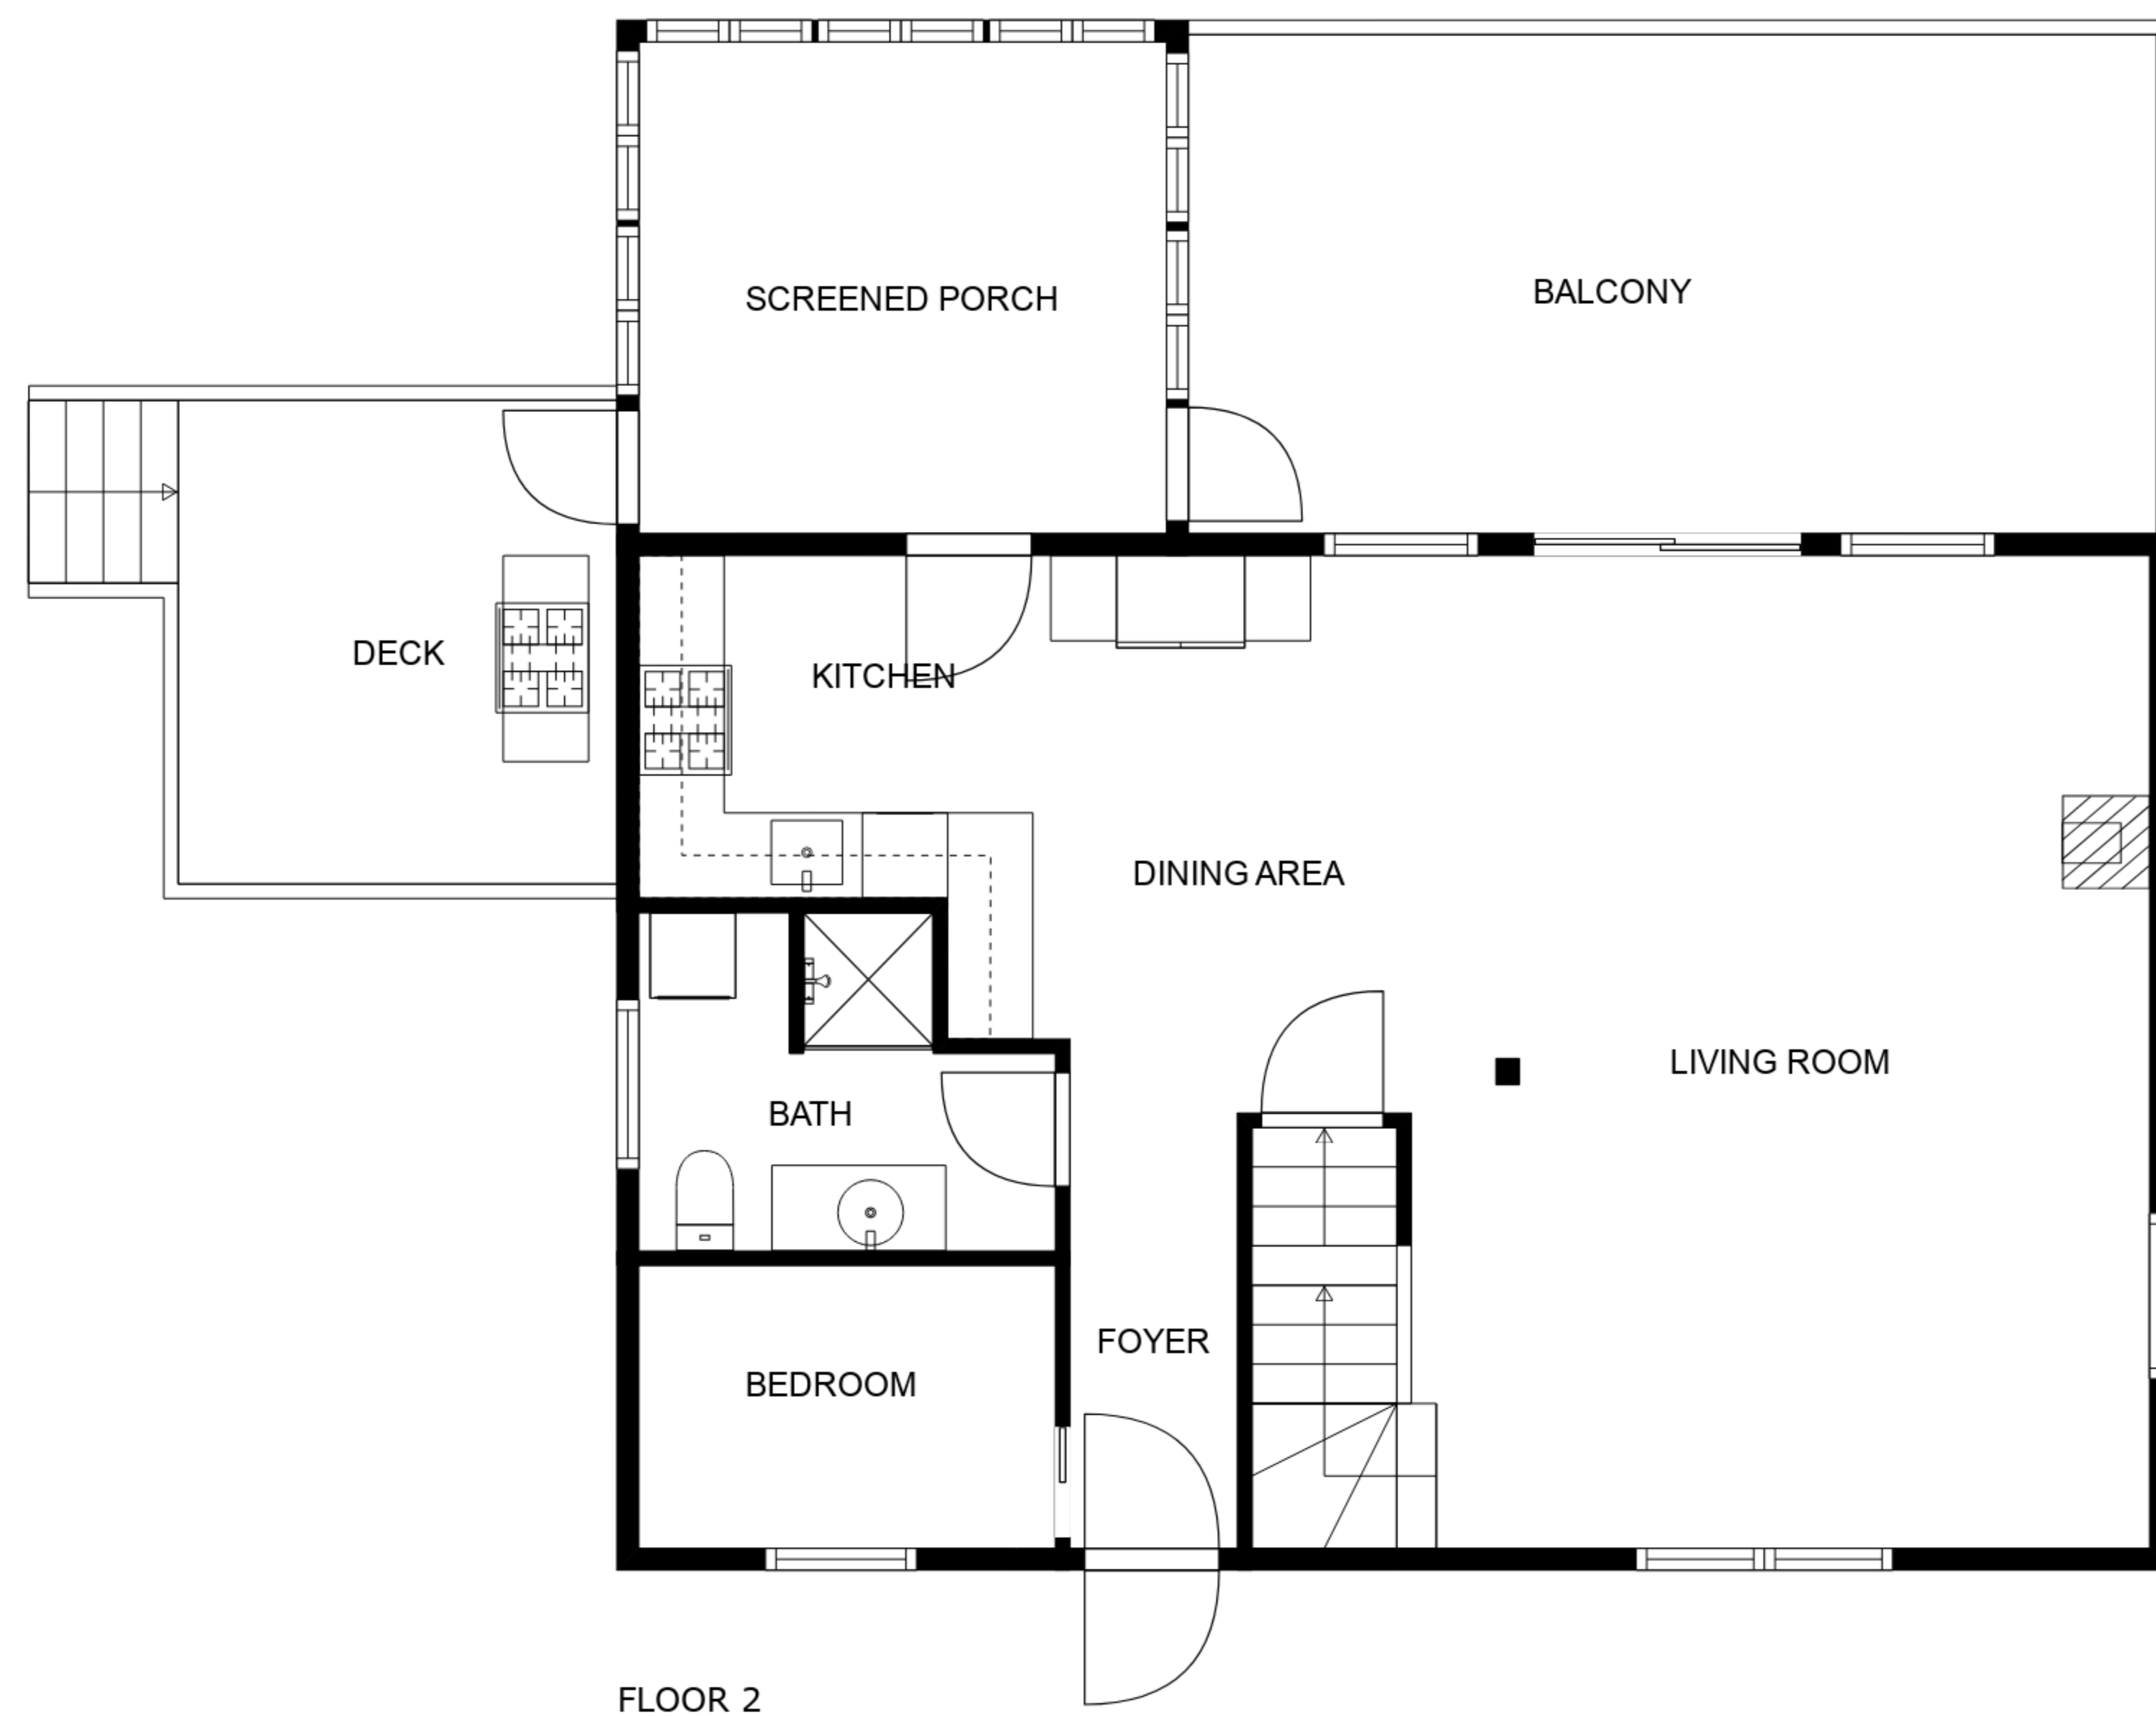 SCREENED PORCH
BALCONY
DECK
KITCHEN
DINING AREA
LIVING ROOM
BATH
FOYER
BEDROOM
FLOOR 2